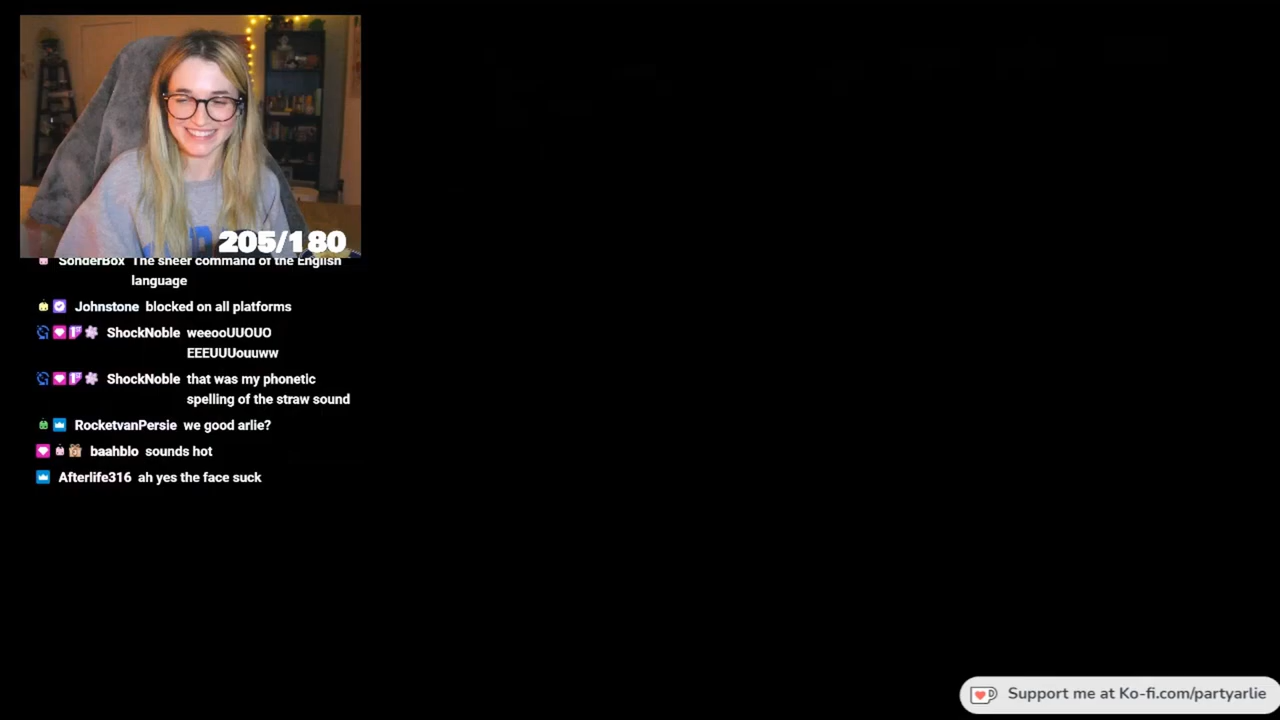 205/180
SonderBox The sheer command of the English
language
Johnstone blocked on all platforms
ShockNoble weeooUUOUO
EEEUUUouuww
ShockNoble that was my phonetic
spelling of the straw sound
RocketvanPersie we good arlie?
baahblo sounds hot
Afterlife316 ah yes the face suck
Support me at Ko-fi.com/partyarlie